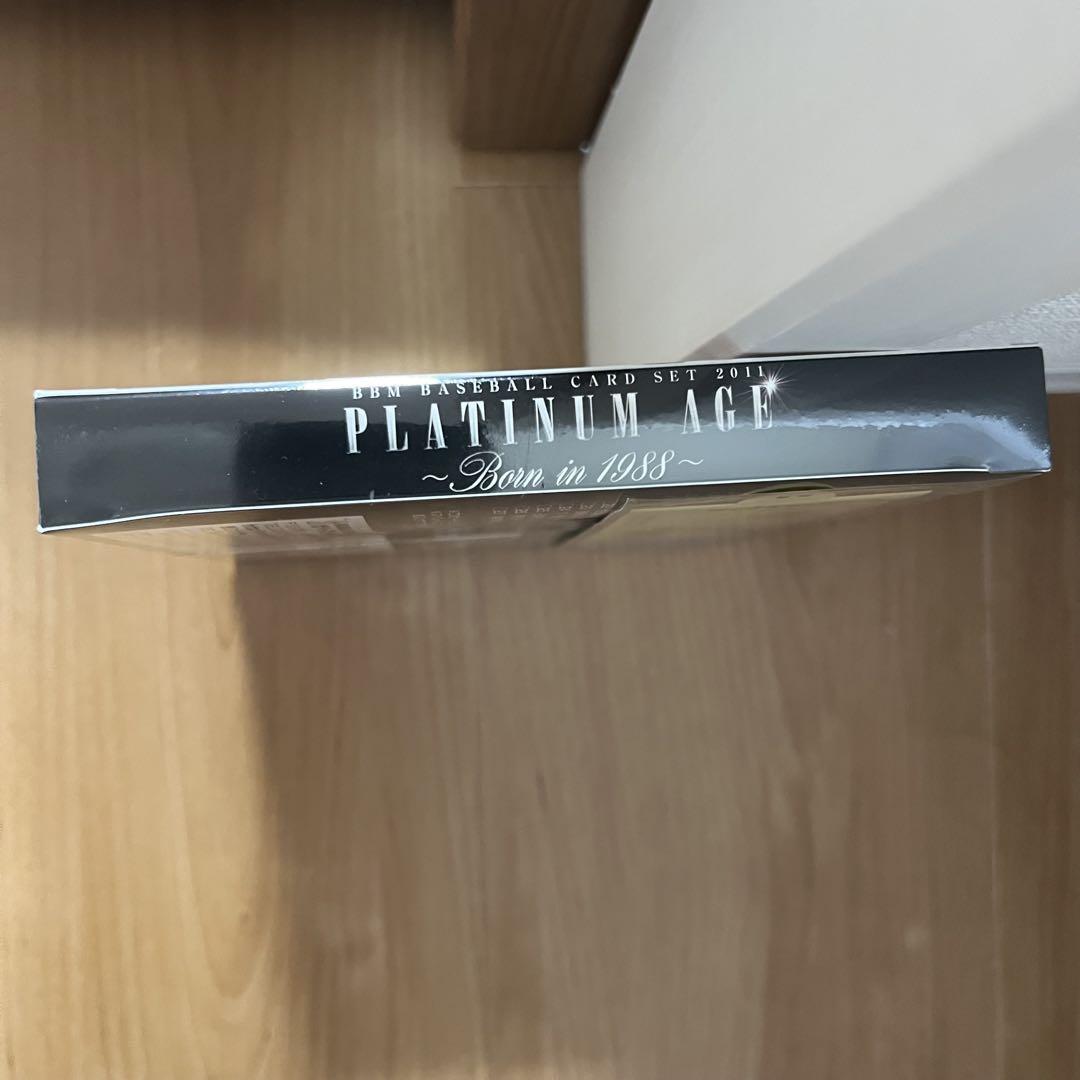 BBM BASEBALL CARD SET 2011
PLATINUM AGE
~Born in 1988~